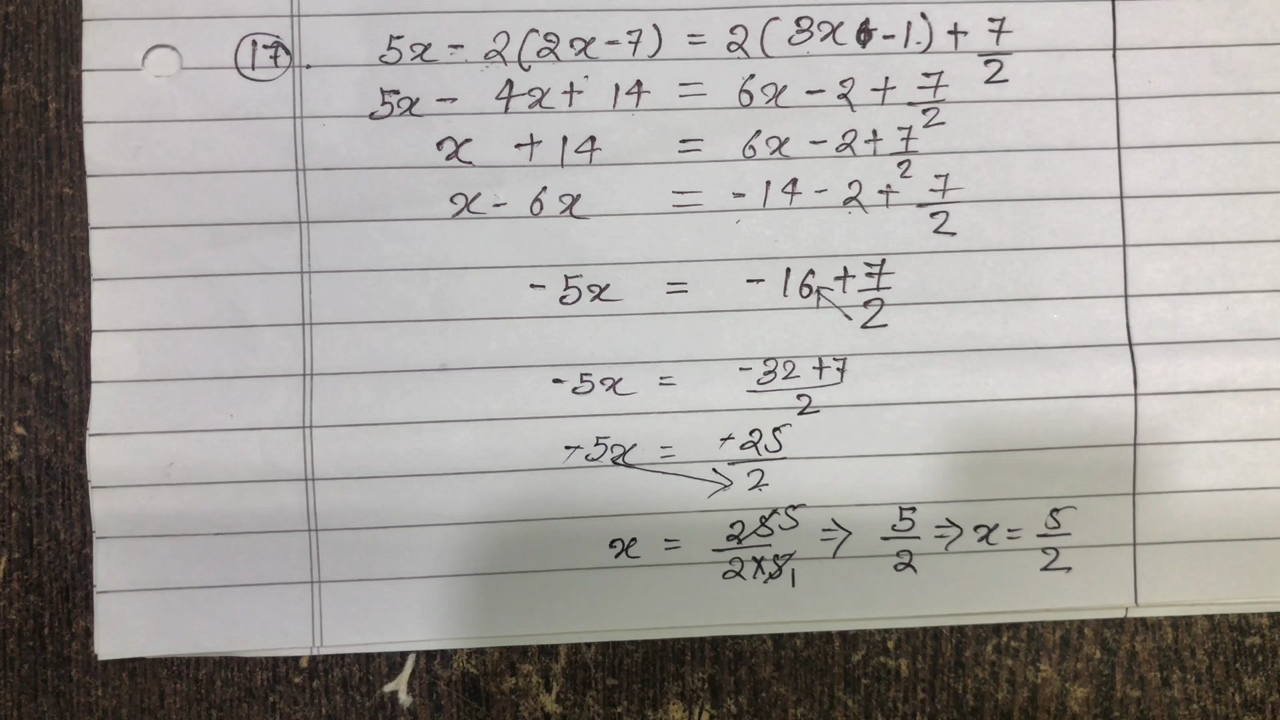 17. 5x - 2(2x-7) = 2(3x-1) + 7/2
5x - 4x + 14 = 6x - 2 + 7/2
x + 14 = 6x - 2 + 7/2
x - 6x = -14 - 2 + 7/2
-5x = -16 + 7/2
-5x = (-32 + 7)/2
+5x = +25/2
x = 25 5/(2×5 1) ⇒ 5/2 ⇒ x = 5/2